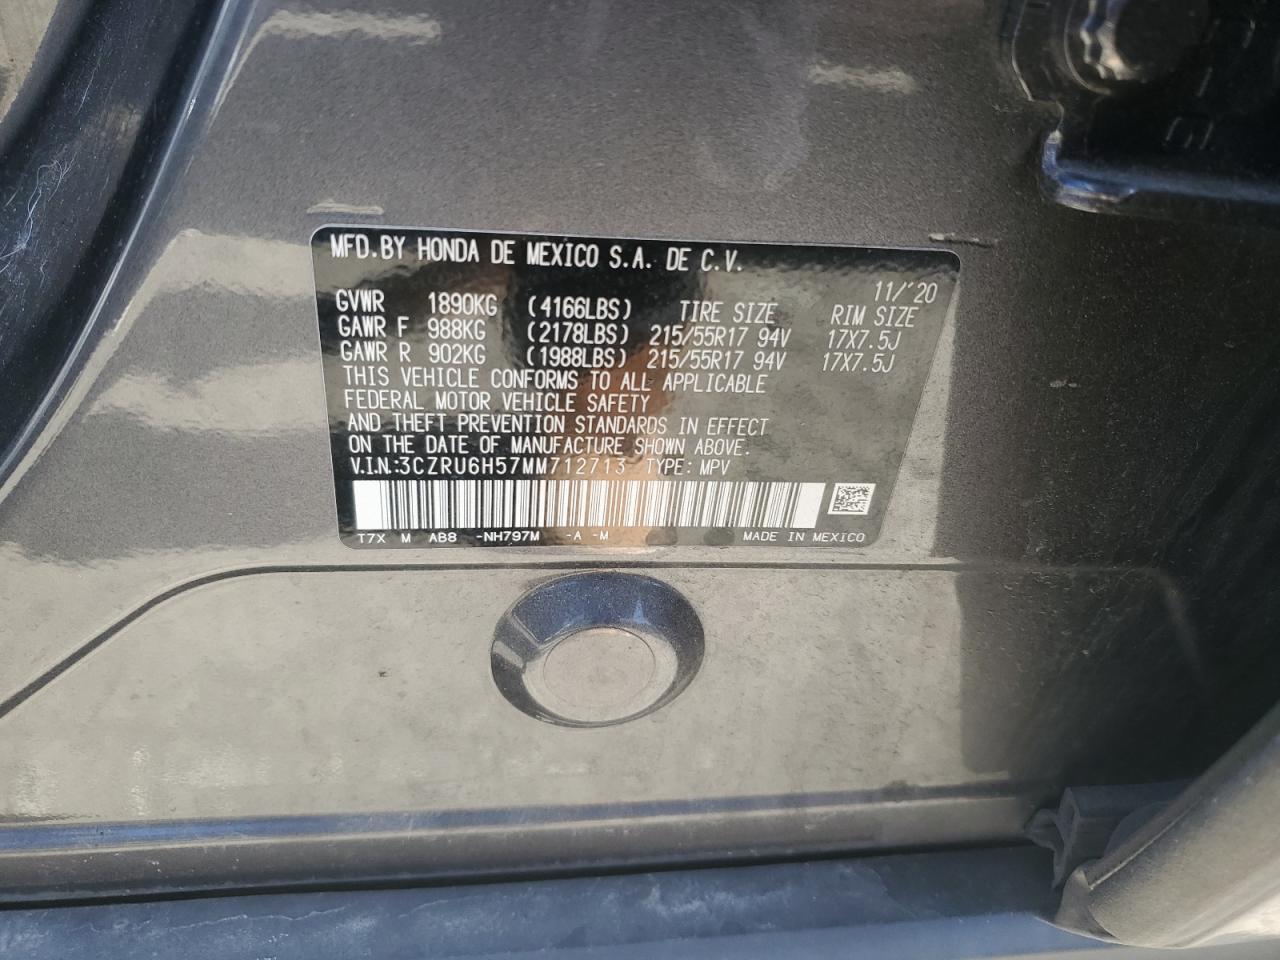 MFD.BY HONDA DE MEXICO S.A. DE C.V.
11/'20
GVWR 1890KG (4166LBS) TIRE SIZE RIM SIZE
GAWR F 988KG (2178LBS) 215/55R17 94V 17X7.5J
GAWR R 902KG (1988LBS) 215/55R17 94V 17X7.5J
THIS VEHICLE CONFORMS TO ALL APPLICABLE
FEDERAL MOTOR VEHICLE SAFETY
AND THEFT PREVENTION STANDARDS IN EFFECT
ON THE DATE OF MANUFACTURE SHOWN ABOVE.
V.I.N.:3CZRU6H57MM712713 TYPE: MPV
T7X M AB8 -NH797M -A -M MADE IN MEXICO